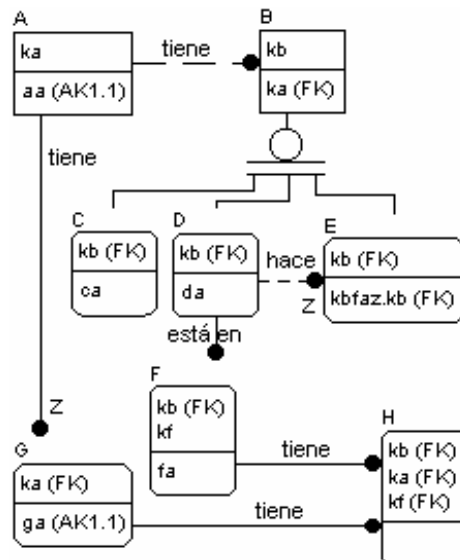 A
ka
aa (AK1.1)
tiene
B
kb
ka (FK)
tiene
C
kb (FK)
ca
D
kb (FK)
da
hace
Z
E
kb (FK)
kbfaz.kb (FK)
está en
F
kb (FK)
kf
fa
Z
G
ka (FK)
ga (AK1.1)
tiene
tiene
H
kb (FK)
ka (FK)
kf (FK)